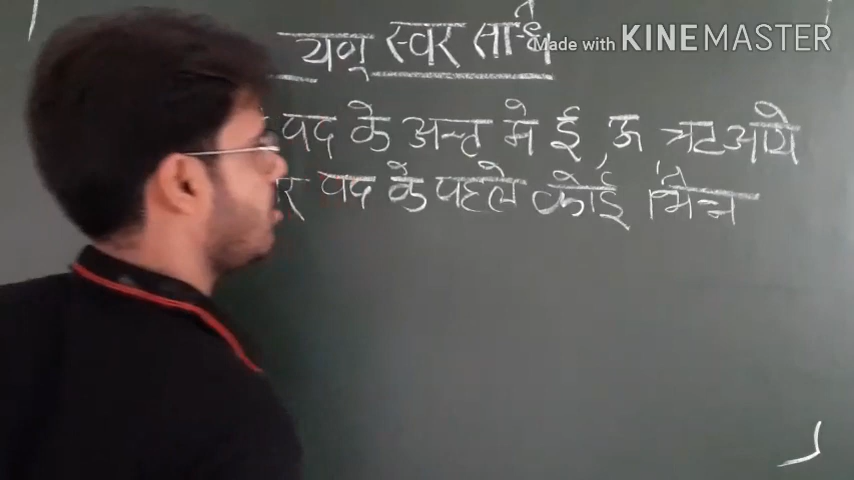 यण् स्वर सन्धि
Made with KINEMASTER
पद के अन्त मे ई, ऊ, ऋ आये
पद के पहले कोई भिन्न